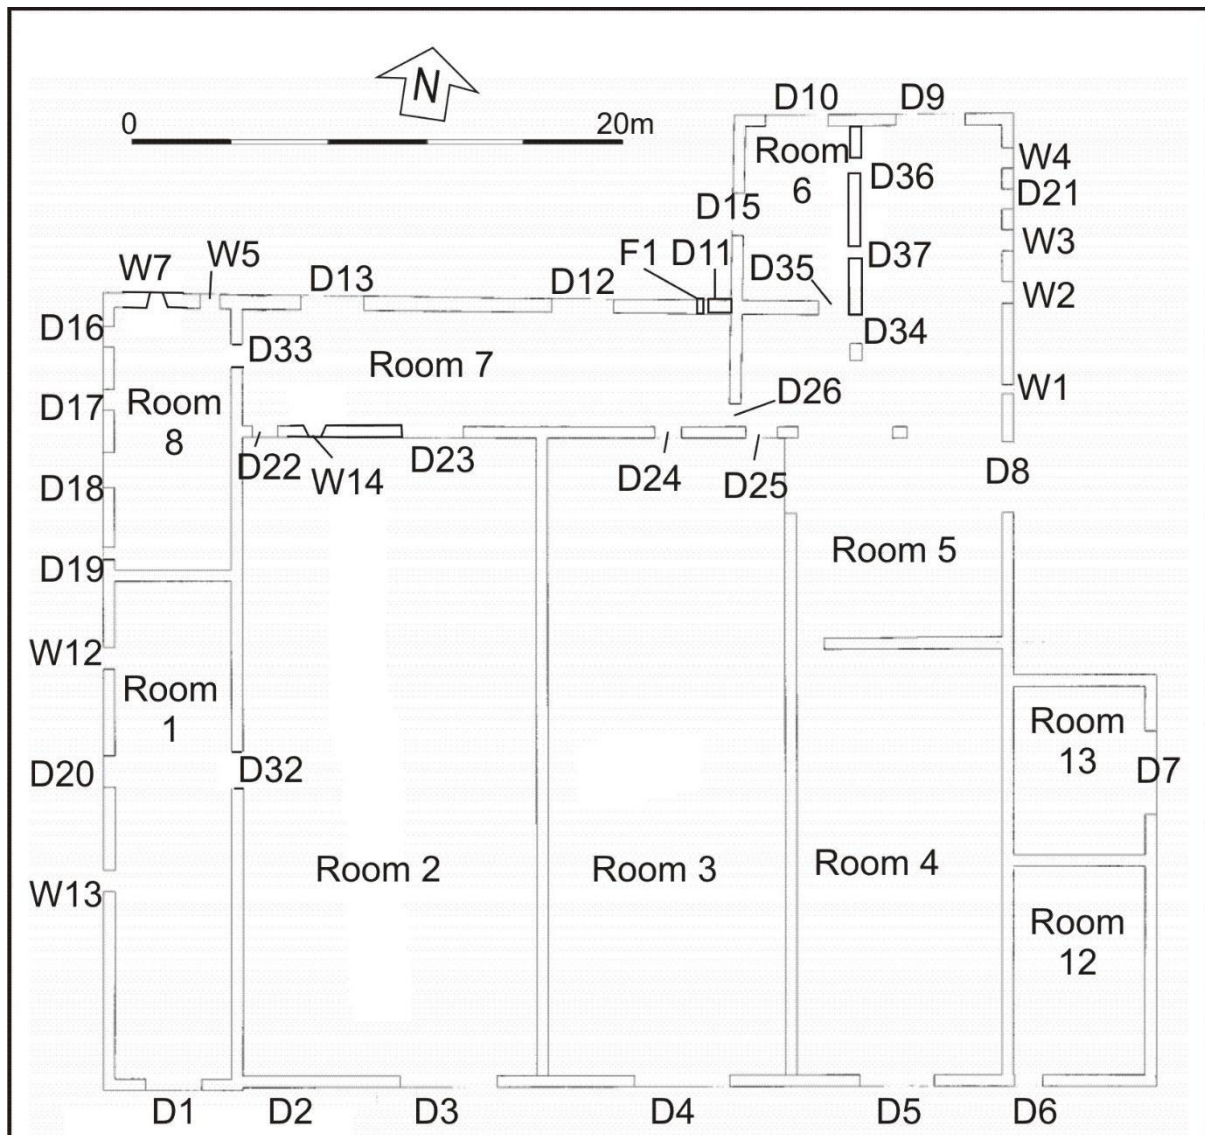 N
0 20m
D10 D9
Room
6
W4
D36
D21
D15
W3
W5
F1 D11
D37
W7
D13
D12
D35
W2
D16
D34
D33
Room 7
W1
D26
D17
Room
8
D22
W14
D23
D24
D25
D8
D18
Room 5
D19
W12
Room
1
Room
13
D20
D32
D7
Room 2
Room 3
Room 4
W13
Room
12
D1 D2 D3 D4 D5 D6